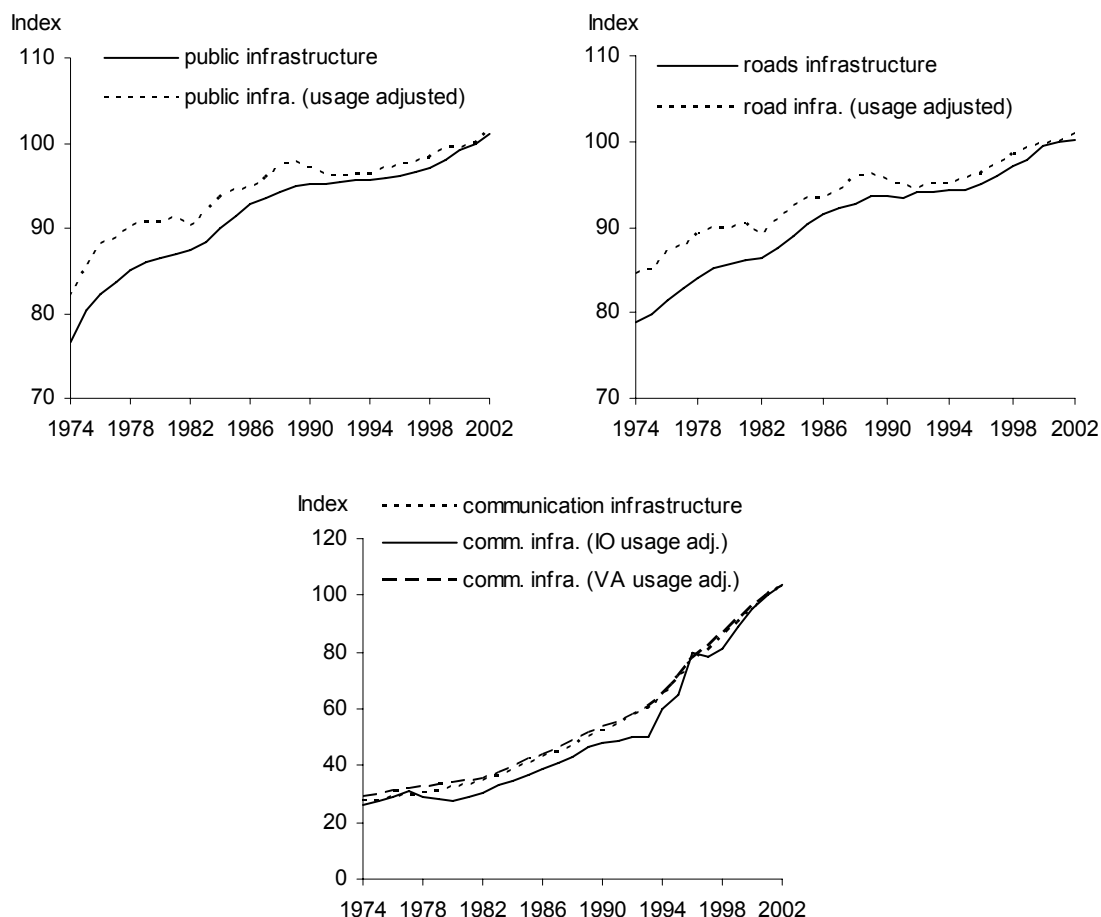 Index
public infrastructure
public infra. (usage adjusted)
110
100
90
80
70
1974 1978 1982 1986 1990 1994 1998 2002
Index
roads infrastructure
road infra. (usage adjusted)
110
100
90
80
70
1974 1978 1982 1986 1990 1994 1998 2002
Index
communication infrastructure
comm. infra. (IO usage adj.)
comm. infra. (VA usage adj.)
120
100
80
60
40
20
0
1974 1978 1982 1986 1990 1994 1998 2002